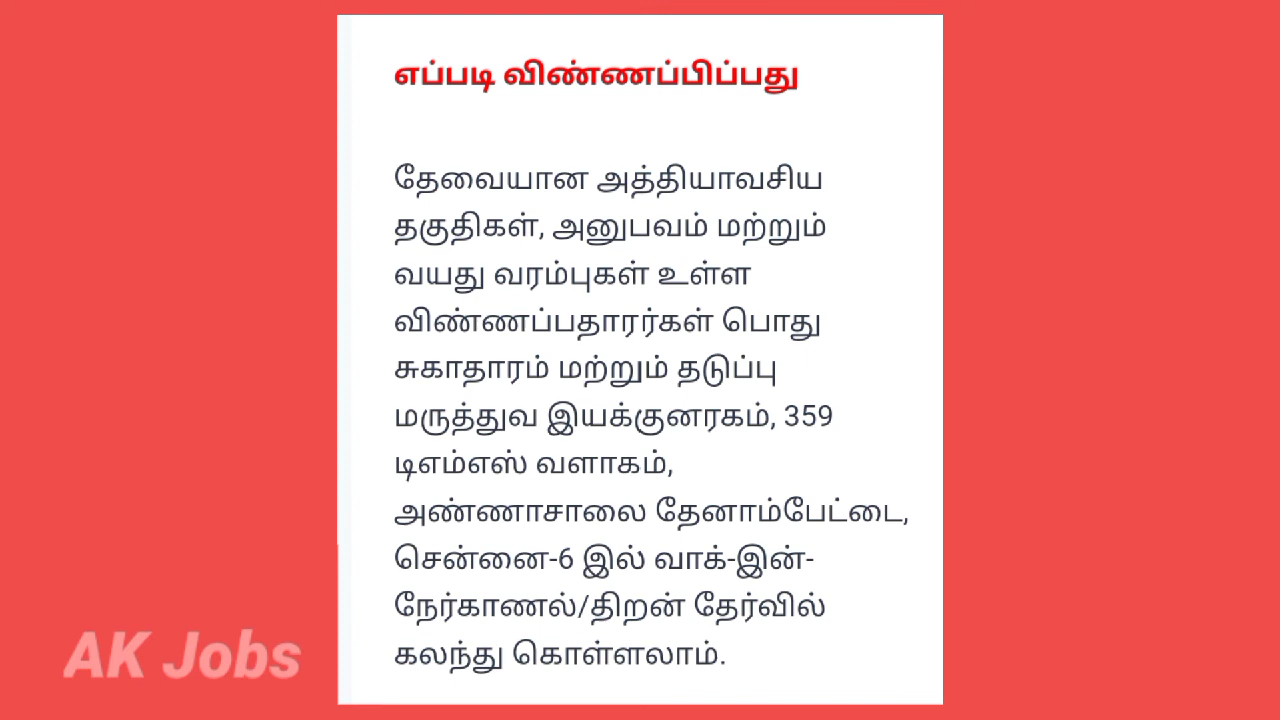 எப்படி விண்ணப்பிப்பது
தேவையான அத்தியாவசிய
தகுதிகள், அனுபவம் மற்றும்
வயது வரம்புகள் உள்ள
விண்ணப்பதாரர்கள் பொது
சுகாதாரம் மற்றும் தடுப்பு
மருத்துவ இயக்குனரகம், 359
டிஎம்எஸ் வளாகம்,
அண்ணாசாலை தேனாம்பேட்டை,
சென்னை-6 இல் வாக்-இன்-
நேர்காணல்/திறன் தேர்வில்
கலந்து கொள்ளலாம்.
AK Jobs